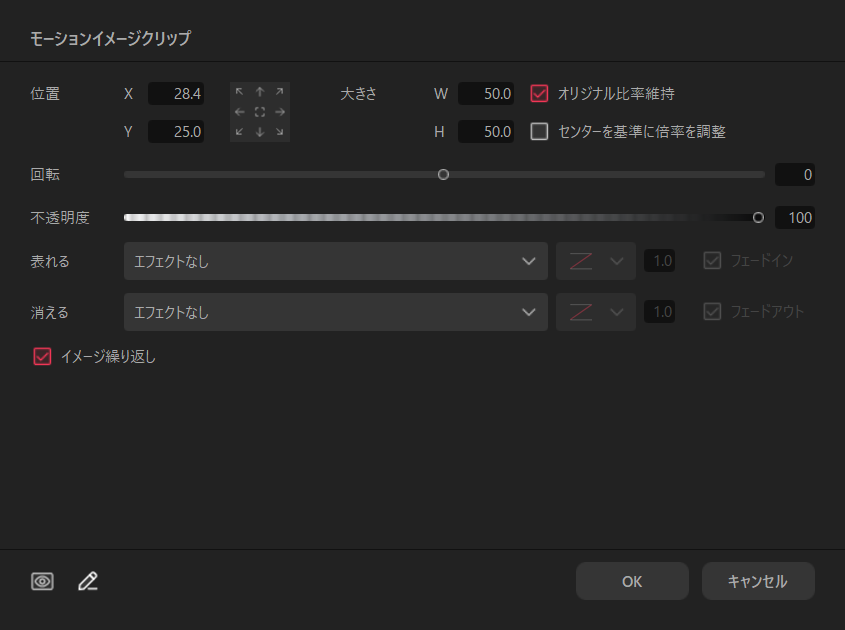 モーションイメージクリップ
位置 X 28.4 大きさ W 50.0 オリジナル比率維持
Y 25.0 H 50.0 センターを基準に倍率を調整
回転 0
不透明度 100
表れる エフェクトなし 1.0 フェードイン
消える エフェクトなし 1.0 フェードアウト
イメージ繰り返し
OK キャンセル